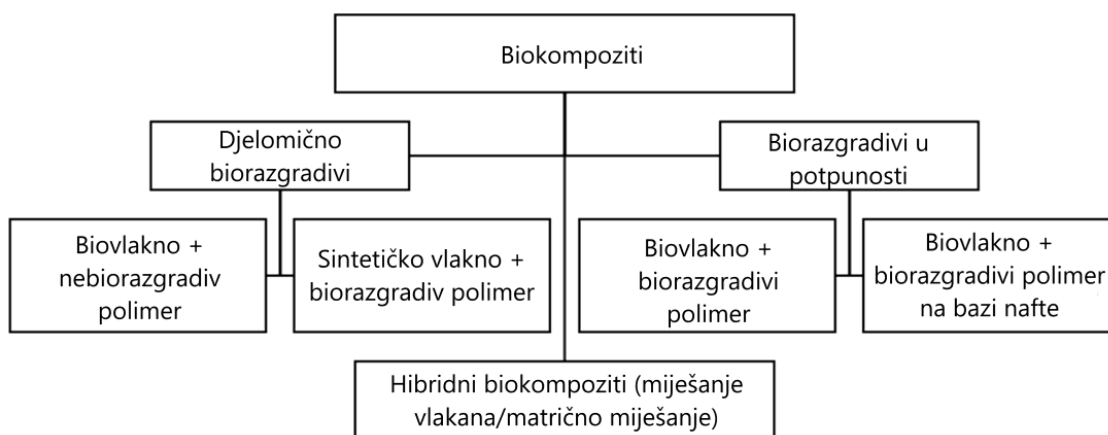 Biokompoziti
Djelomično
biorazgradivi
Biorazgradivi u
potpunosti
Biovlakno +
nebiorazgradiv
polimer
Sintetičko vlakno +
biorazgradiv polimer
Biovlakno +
biorazgradivi
polimer
Biovlakno +
biorazgradivi polimer
na bazi nafte
Hibridni biokompoziti (miješanje
vlakana/matrično miješanje)